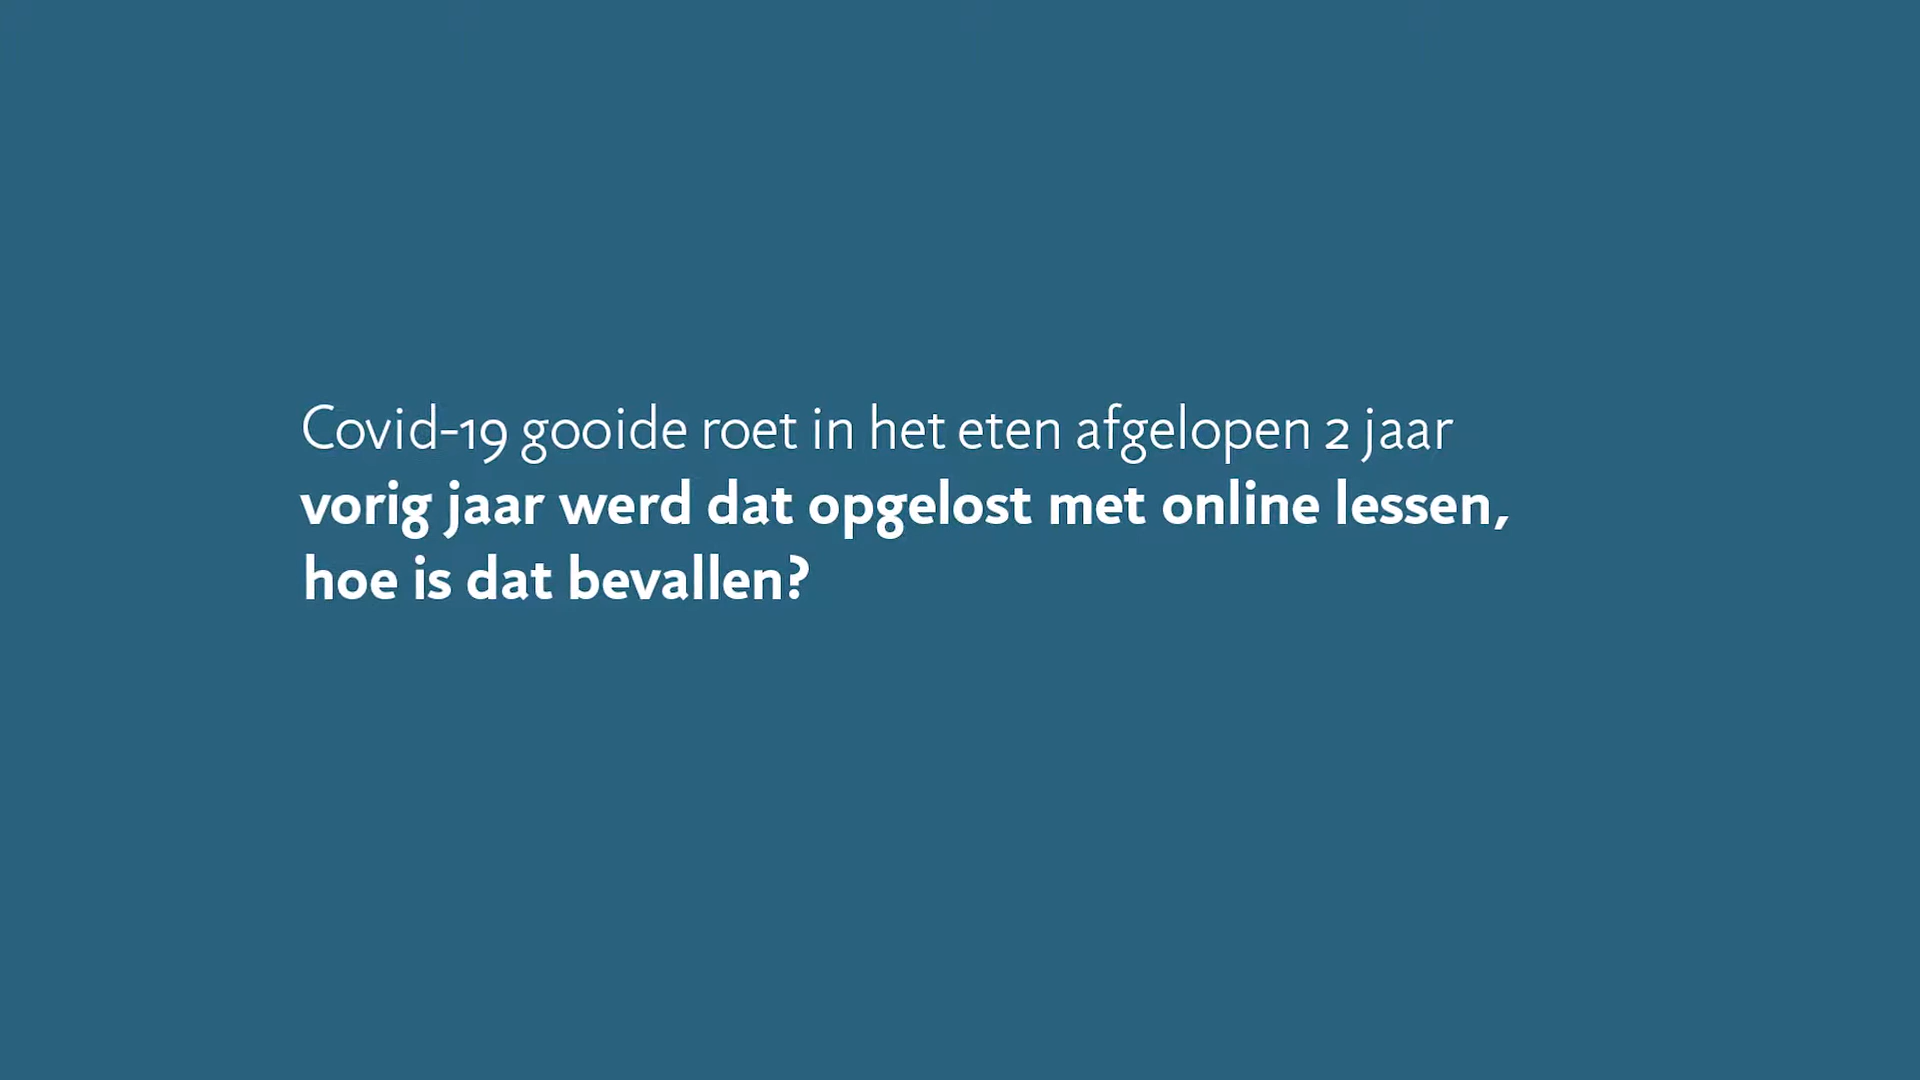 Covid-19 gooide roet in het eten afgelopen 2 jaar
vorig jaar werd dat opgelost met online lessen,
hoe is dat bevallen?